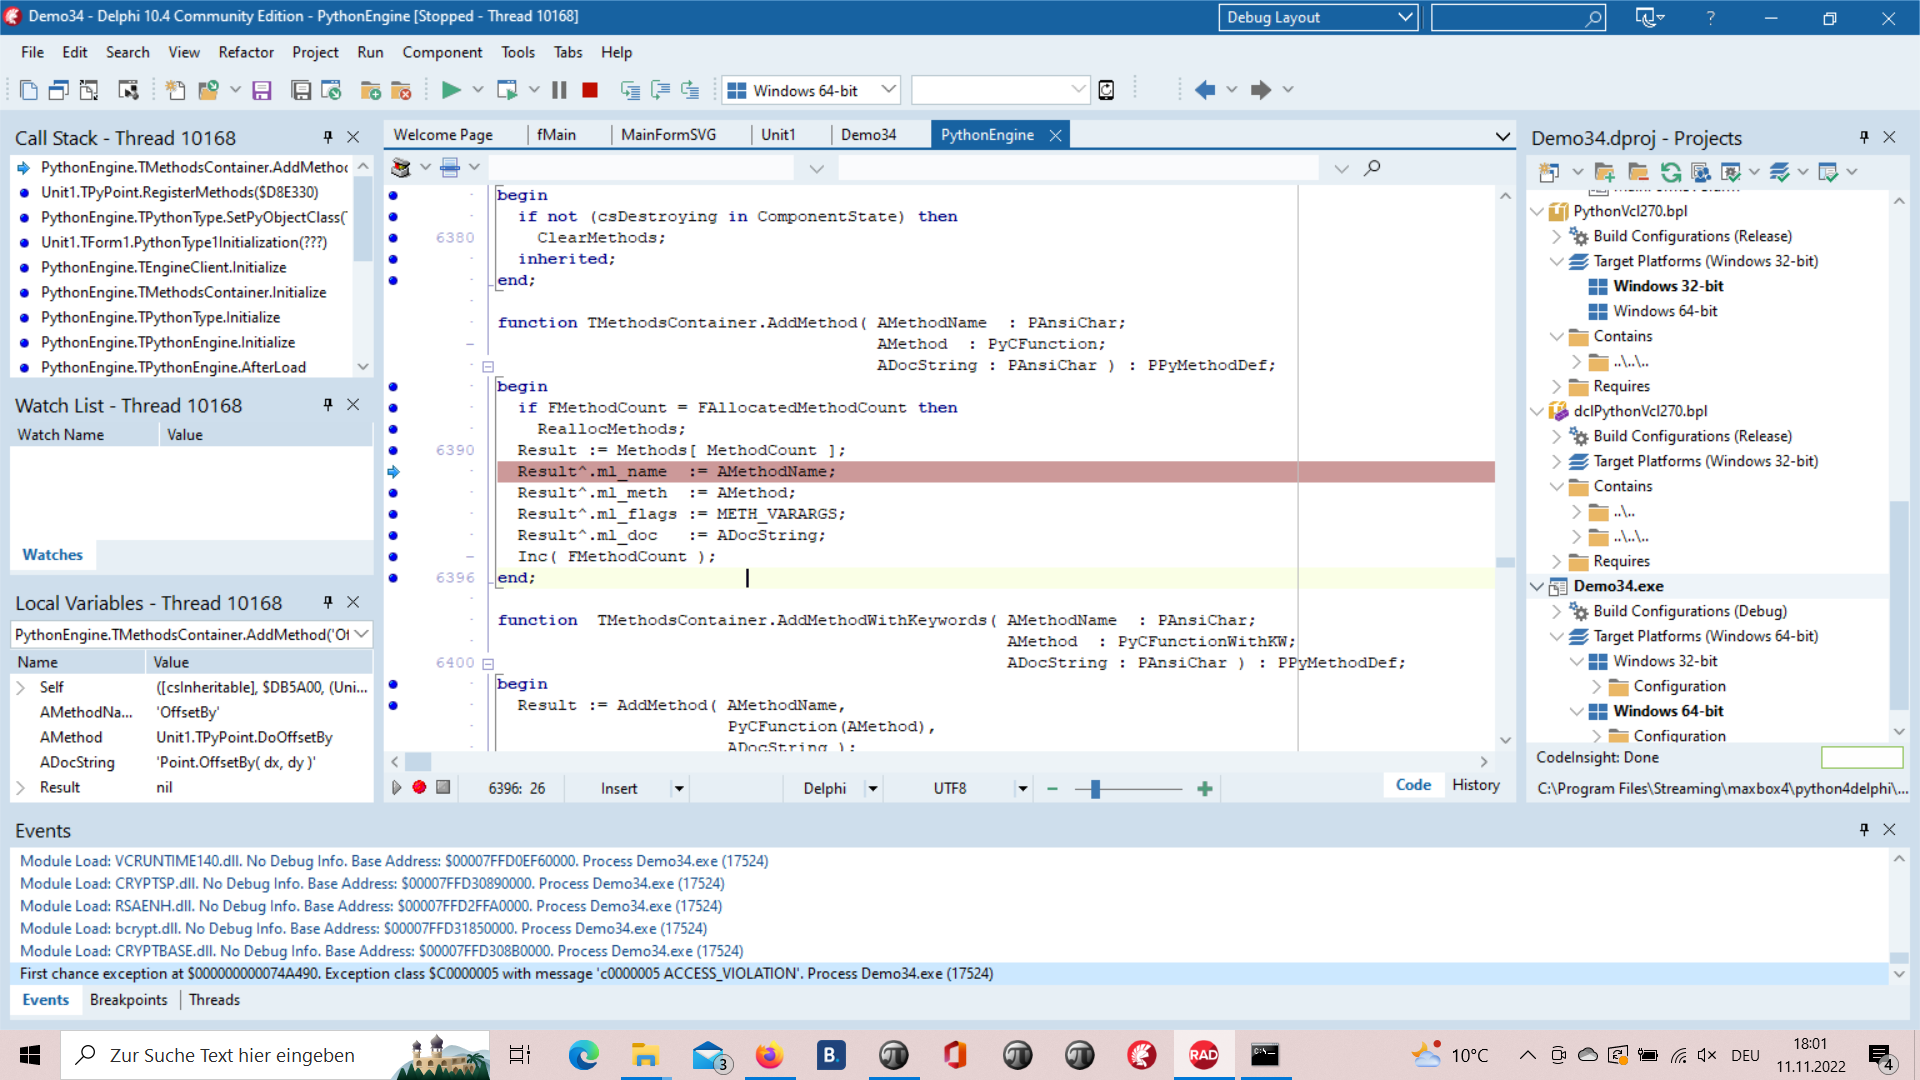 Demo34 - Delphi 10.4 Community Edition - PythonEngine [Stopped - Thread 10168]
Debug Layout
File Edit Search View Refactor Project Run Component Tools Tabs Help
Windows 64-bit
Call Stack - Thread 10168
PythonEngine.TMethodsContainer.AddMethod
Unit1.TPyPoint.RegisterMethods($D8E330)
PythonEngine.TPythonType.SetPyObjectClass(
Unit1.TForm1.PythonType1Initialization(???)
PythonEngine.TEngineClient.Initialize
PythonEngine.TMethodsContainer.Initialize
PythonEngine.TPythonType.Initialize
PythonEngine.TPythonEngine.Initialize
PythonEngine.TPythonEngine.AfterLoad
Watch List - Thread 10168
Watch Name Value
Watches
Local Variables - Thread 10168
PythonEngine.TMethodsContainer.AddMethod('Of
Name Value
Self ([csInheritable], $DB5A00, (Uni...
AMethodNa... 'OffsetBy'
AMethod Unit1.TPyPoint.DoOffsetBy
ADocString 'Point.OffsetBy( dx, dy )'
Result nil
Welcome Page fMain MainFormSVG Unit1 Demo34 PythonEngine
begin
if not (csDestroying in ComponentState) then
6380 ClearMethods;
inherited;
end;
function TMethodsContainer.AddMethod( AMethodName  : PAnsiChar;
AMethod  : PyCFunction;
ADocString : PAnsiChar ) : PPyMethodDef;
begin
if FMethodCount = FAllocatedMethodCount then
ReallocMethods;
6390 Result := Methods[ MethodCount ];
Result^.ml_name  := AMethodName;
Result^.ml_meth  := AMethod;
Result^.ml_flags := METH_VARARGS;
Result^.ml_doc   := ADocString;
Inc( FMethodCount );
6396 end;
function  TMethodsContainer.AddMethodWithKeywords( AMethodName  : PAnsiChar;
AMethod  : PyCFunctionWithKW;
6400 ADocString : PAnsiChar ) : PPyMethodDef;
begin
Result := AddMethod( AMethodName,
PyCFunction(AMethod),
ADocString );
6396: 26 Insert Delphi UTF8 Code History
Demo34.dproj - Projects
PythonVcl270.bpl
Build Configurations (Release)
Target Platforms (Windows 32-bit)
Windows 32-bit
Windows 64-bit
Contains
..\..\..
Requires
dclPythonVcl270.bpl
Build Configurations (Release)
Target Platforms (Windows 32-bit)
Contains
..\..
..\..\..
Requires
Demo34.exe
Build Configurations (Debug)
Target Platforms (Windows 64-bit)
Windows 32-bit
Configuration
Windows 64-bit
Configuration
CodeInsight: Done
C:\Program Files\Streaming\maxbox4\python4delphi\...
Events
Module Load: VCRUNTIME140.dll. No Debug Info. Base Address: $00007FFD0EF60000. Process Demo34.exe (17524)
Module Load: CRYPTSP.dll. No Debug Info. Base Address: $00007FFD30890000. Process Demo34.exe (17524)
Module Load: RSAENH.dll. No Debug Info. Base Address: $00007FFD2FFA0000. Process Demo34.exe (17524)
Module Load: bcrypt.dll. No Debug Info. Base Address: $00007FFD31850000. Process Demo34.exe (17524)
Module Load: CRYPTBASE.dll. No Debug Info. Base Address: $00007FFD308B0000. Process Demo34.exe (17524)
First chance exception at $000000000074A490. Exception class $C0000005 with message 'c0000005 ACCESS_VIOLATION'. Process Demo34.exe (17524)
Events Breakpoints Threads
Zur Suche Text hier eingeben
3
B.
RAD
10°C
DEU
18:01
11.11.2022
4